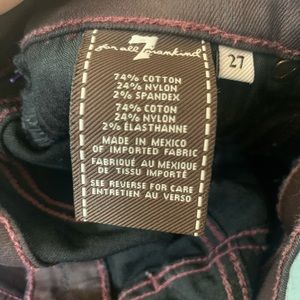 7
for all mankind
27
74% COTTON
24% NYLON
2% SPANDEX
74% COTON
24% NYLON
2% ÉLASTHANNE
MADE IN MEXICO
OF IMPORTED FABRIC
FABRIQUÉ AU MEXIQUE
DE TISSU IMPORTÉ
SEE REVERSE FOR CARE
ENTRETIEN AU VERSO